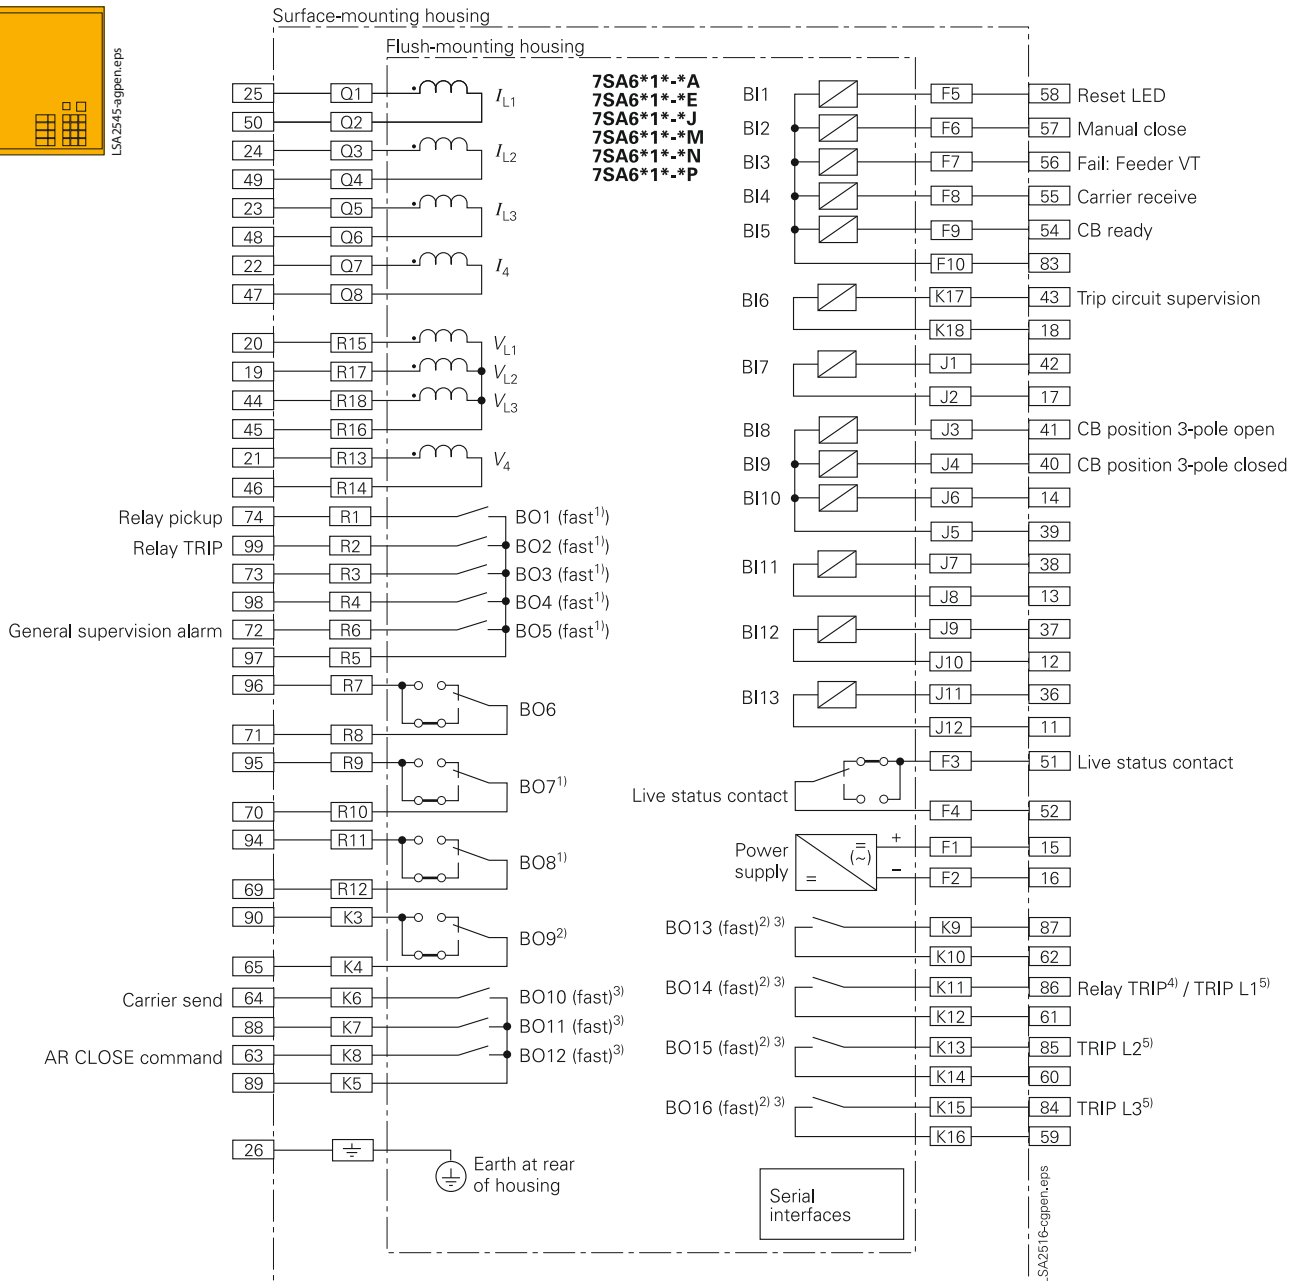 Surface-mounting housing
Flush-mounting housing
LSA2545-agpen.eps
7SA6*1*-*A
7SA6*1*-*E
7SA6*1*-*J
7SA6*1*-*M
7SA6*1*-*N
7SA6*1*-*P
25 Q1 IL1
50 Q2
24 Q3 IL2
49 Q4
23 Q5 IL3
48 Q6
22 Q7 I4
47 Q8
20 R15 VL1
19 R17 VL2
44 R18 VL3
45 R16
21 R13 V4
46 R14
Relay pickup 74 R1 BO1 (fast1))
Relay TRIP 99 R2 BO2 (fast1))
73 R3 BO3 (fast1))
98 R4 BO4 (fast1))
General supervision alarm 72 R6 BO5 (fast1))
97 R5
96 R7 BO6
71 R8
95 R9 BO71)
70 R10
94 R11 BO81)
69 R12
90 K3 BO92)
65 K4
Carrier send 64 K6 BO10 (fast)3)
88 K7 BO11 (fast)3)
AR CLOSE command 63 K8 BO12 (fast)3)
89 K5
26
Earth at rear
of housing
BI1 F5 58 Reset LED
BI2 F6 57 Manual close
BI3 F7 56 Fail: Feeder VT
BI4 F8 55 Carrier receive
BI5 F9 54 CB ready
F10 83
BI6 K17 43 Trip circuit supervision
K18 18
BI7 J1 42
J2 17
BI8 J3 41 CB position 3-pole open
BI9 J4 40 CB position 3-pole closed
BI10 J6 14
J5 39
BI11 J7 38
J8 13
BI12 J9 37
J10 12
BI13 J11 36
J12 11
F3 51 Live status contact
Live status contact
F4 52
Power
supply
= = (~)
+ F1 15
− F2 16
BO13 (fast)2) 3) K9 87
K10 62
BO14 (fast)2) 3) K11 86 Relay TRIP4) / TRIP L15)
K12 61
BO15 (fast)2) 3) K13 85 TRIP L25)
K14 60
BO16 (fast)2) 3) K15 84 TRIP L35)
K16 59
Serial
interfaces
LSA2516-cgpen.eps